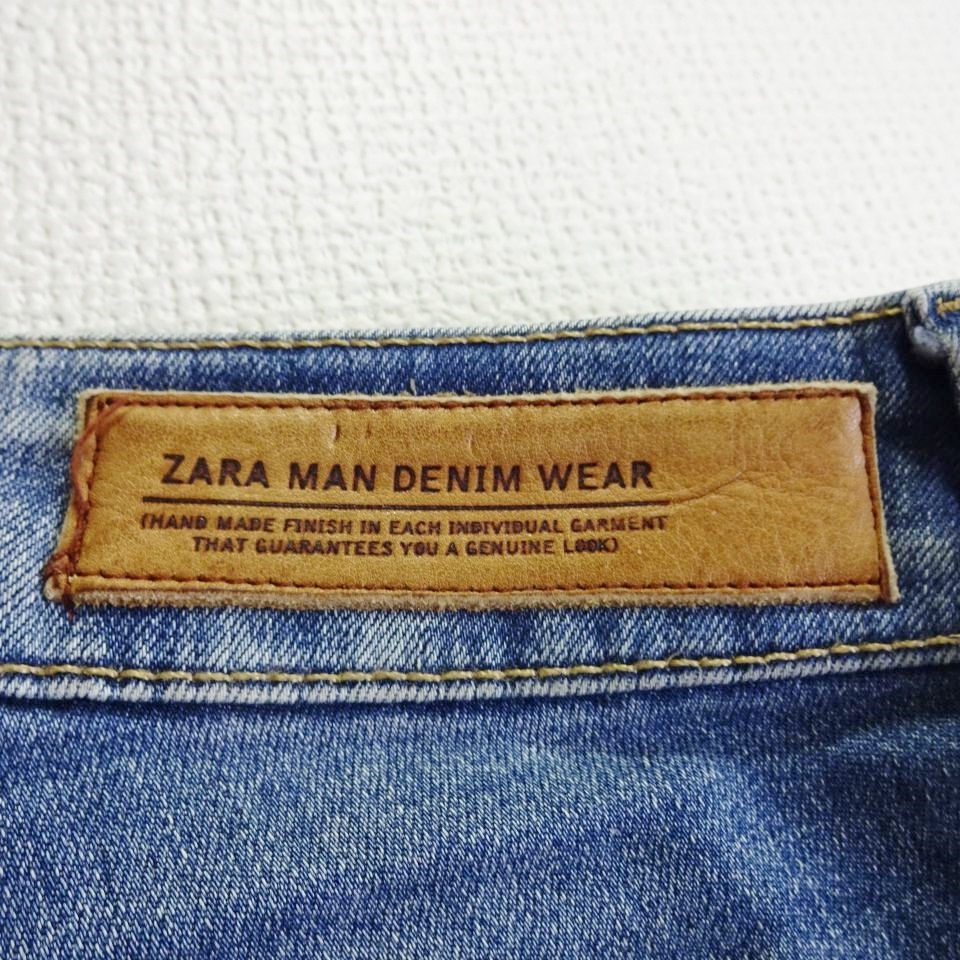 ZARA MAN DENIM WEAR
(HAND MADE FINISH IN EACH INDIVIDUAL GARMENT
THAT GUARANTEES YOU A GENUINE LOOK)